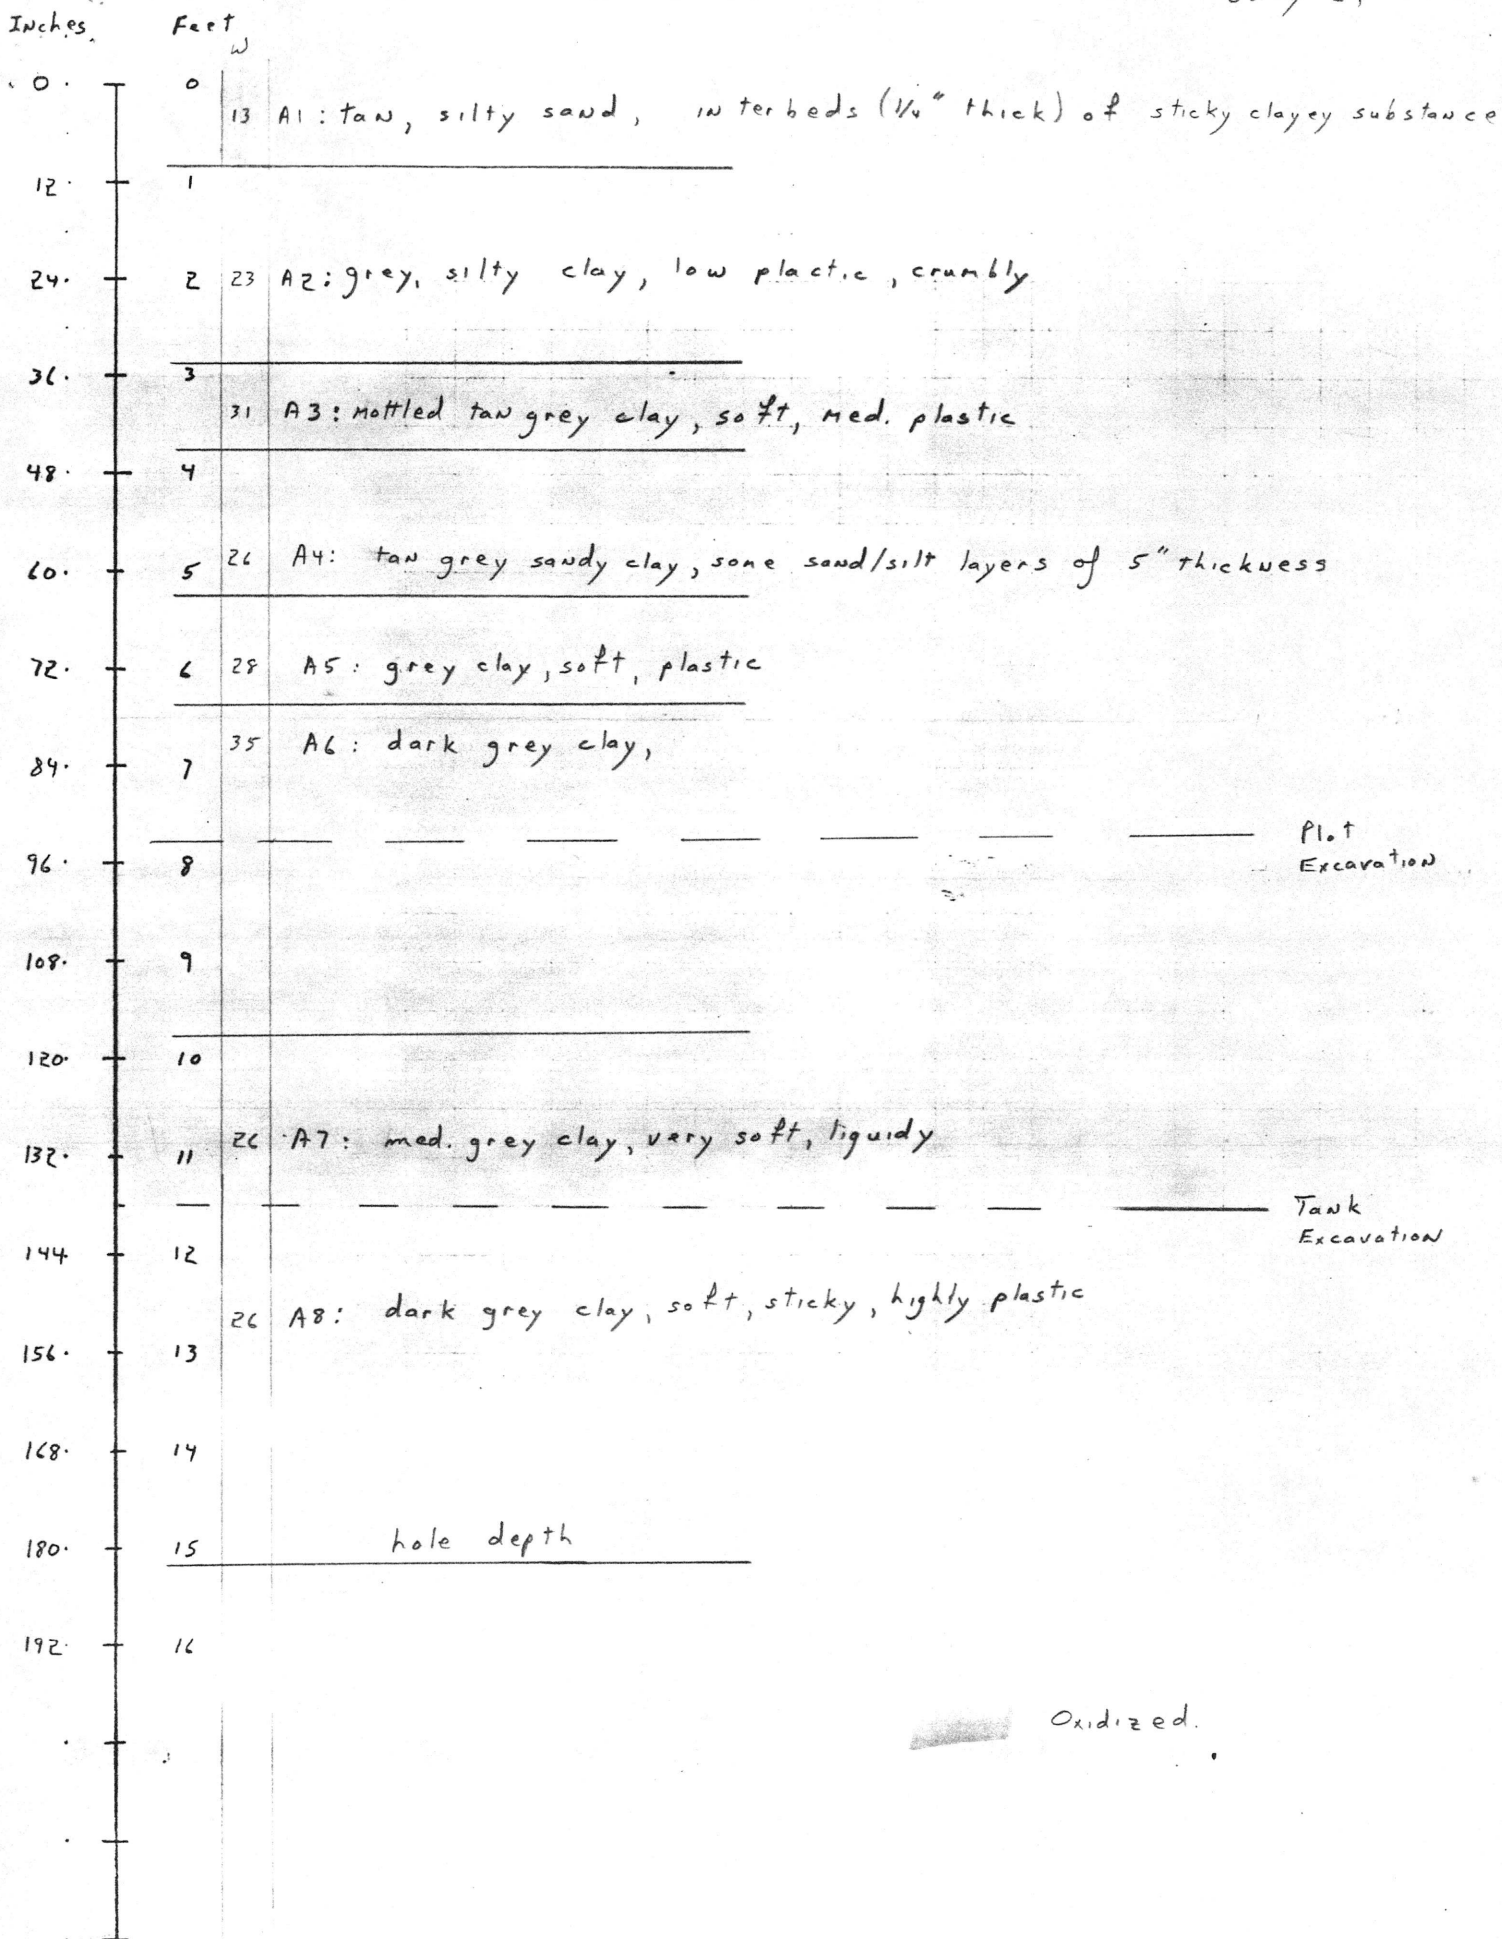 Inches Feet
W
0 0
13 A1: tan, silty sand, interbeds (1/4" thick) of sticky clayey substance
12 1
24 2 23 A2: grey, silty clay, low plactic, crumbly
36 3
31 A3: Mottled tan grey clay, soft, med. plastic
48 4
60 5 26 A4: tan grey sandy clay, some sand/silt layers of 5" thickness
72 6 28 A5: grey clay, soft, plastic
35 A6: dark grey clay,
84 7
Plot
96 8 Excavation
108 9
120 10
26 A7: med. grey clay, very soft, liquidy
132 11
Tank
Excavation
144 12
26 A8: dark grey clay, soft, sticky, highly plastic
156 13
168 14
180 15 hole depth
192 16
Oxidized.